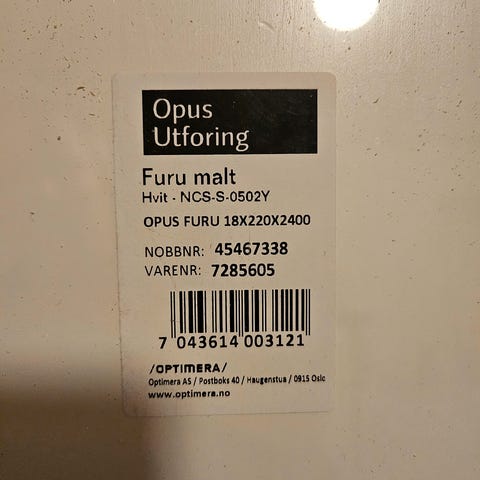 Opus
Utforing
Furu malt
Hvit - NCS-S-0502Y
OPUS FURU 18X220X2400
NOBBNR: 45467338
VARENR: 7285605
7 043614 003121
/OPTIMERA/
Optimera AS / Postboks 40 / Haugenstua / 0915 Oslo
www.optimera.no